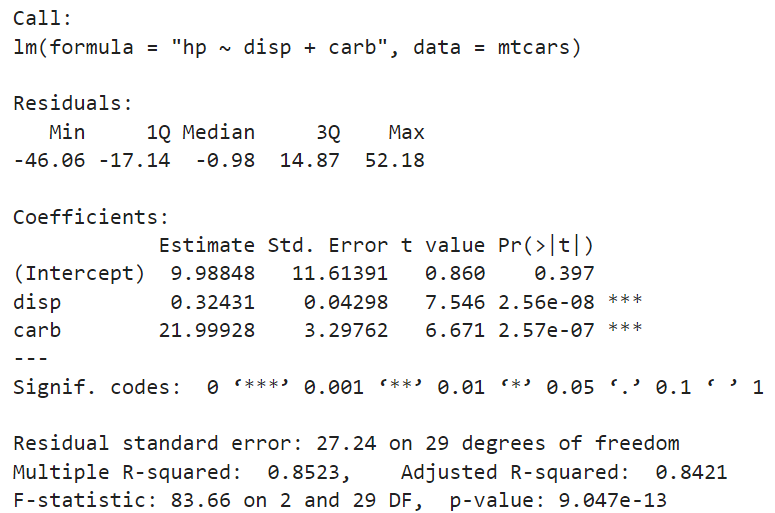 Call:
lm(formula = "hp ~ disp + carb", data = mtcars)
Residuals:
   Min     1Q Median     3Q    Max
-46.06 -17.14  -0.98  14.87  52.18
Coefficients:
            Estimate Std. Error t value Pr(>|t|)
(Intercept)  9.98848   11.61391   0.860    0.397
disp         0.32431    0.04298   7.546 2.56e-08 ***
carb        21.99928    3.29762   6.671 2.57e-07 ***
---
Signif. codes:  0 ‘***’ 0.001 ‘**’ 0.01 ‘*’ 0.05 ‘.’ 0.1 ‘ ’ 1
Residual standard error: 27.24 on 29 degrees of freedom
Multiple R-squared:  0.8523,    Adjusted R-squared:  0.8421
F-statistic: 83.66 on 2 and 29 DF,  p-value: 9.047e-13